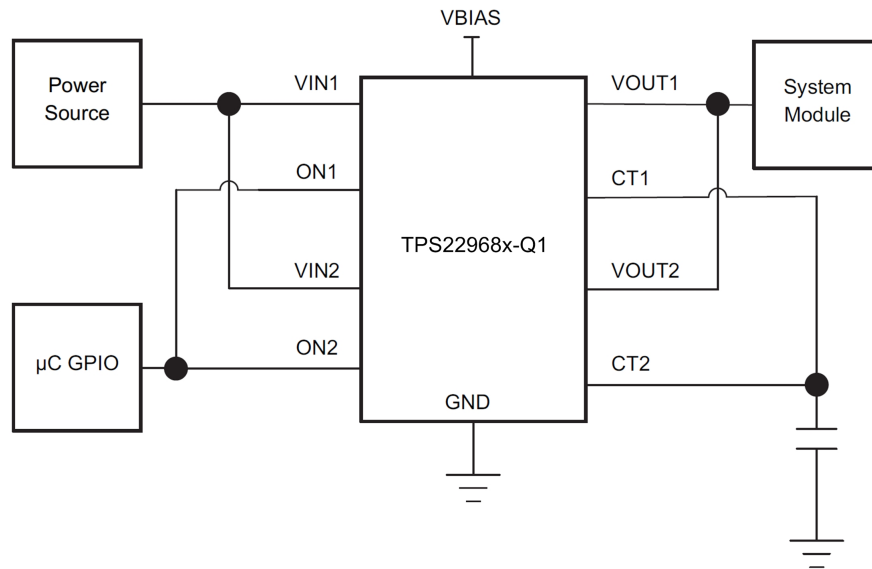 VBIAS
Power
Source
VIN1
VOUT1
System
Module
ON1
CT1
TPS22968x-Q1
VIN2
VOUT2
µC GPIO
ON2
CT2
GND